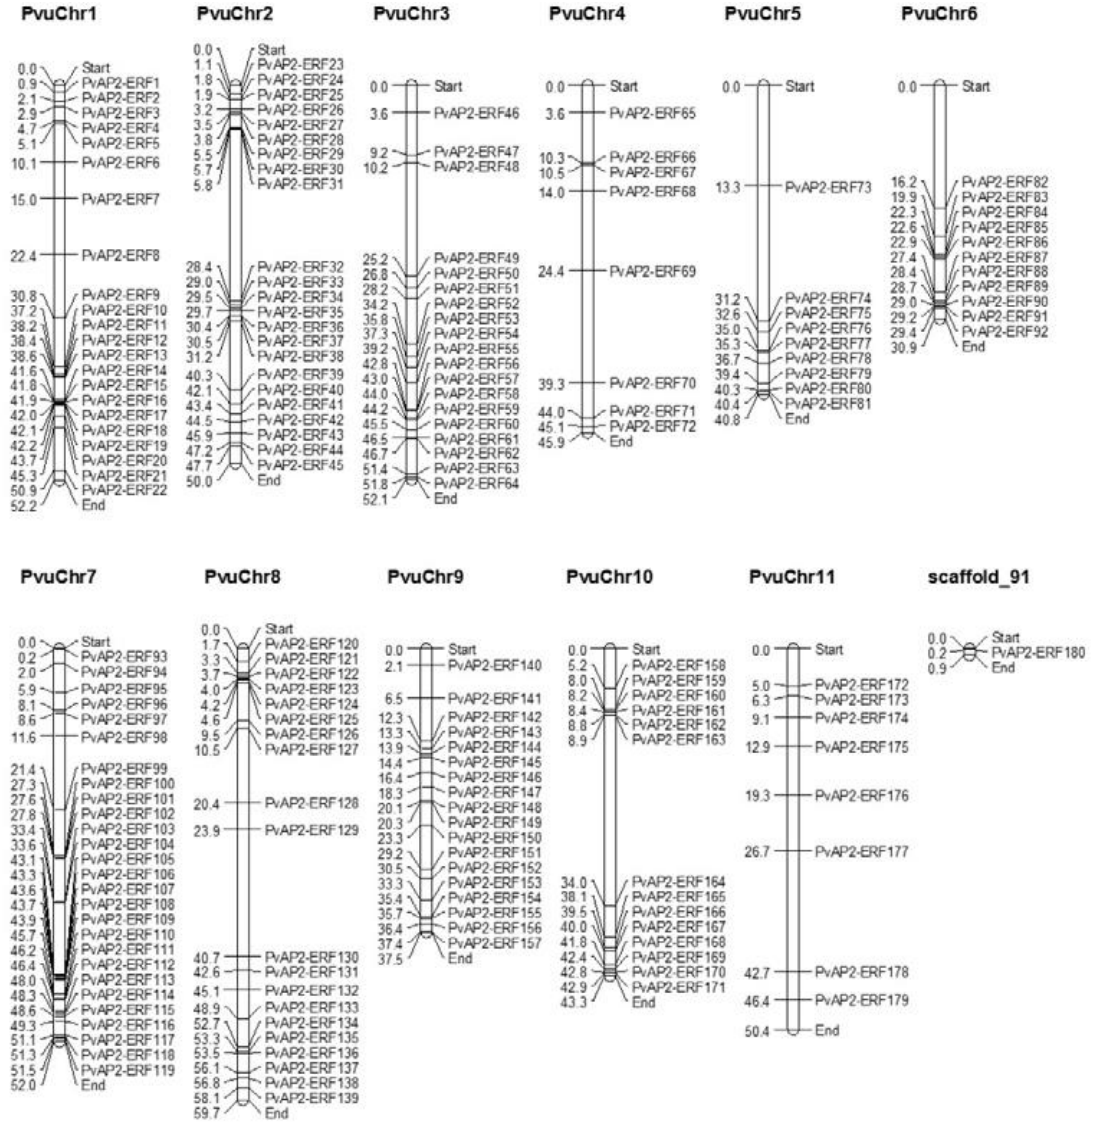 PvuChr1
0.0 Start
0.9 PvAP2-ERF1
2.1 PvAP2-ERF2
2.9 PvAP2-ERF3
4.7 PvAP2-ERF4
5.1 PvAP2-ERF5
10.1 PvAP2-ERF6
15.0 PvAP2-ERF7
22.4 PvAP2-ERF8
30.8 PvAP2-ERF9
37.2 PvAP2-ERF10
38.2 PvAP2-ERF11
38.4 PvAP2-ERF12
38.6 PvAP2-ERF13
41.6 PvAP2-ERF14
41.8 PvAP2-ERF15
41.9 PvAP2-ERF16
42.0 PvAP2-ERF17
42.1 PvAP2-ERF18
42.2 PvAP2-ERF19
43.7 PvAP2-ERF20
45.3 PvAP2-ERF21
50.9 PvAP2-ERF22
52.2 End
PvuChr2
0.0 Start
1.1 PvAP2-ERF23
1.8 PvAP2-ERF24
1.9 PvAP2-ERF25
3.2 PvAP2-ERF26
3.5 PvAP2-ERF27
3.8 PvAP2-ERF28
5.5 PvAP2-ERF29
5.7 PvAP2-ERF30
5.8 PvAP2-ERF31
28.4 PvAP2-ERF32
29.0 PvAP2-ERF33
29.5 PvAP2-ERF34
29.7 PvAP2-ERF35
30.4 PvAP2-ERF36
30.5 PvAP2-ERF37
31.2 PvAP2-ERF38
40.3 PvAP2-ERF39
42.1 PvAP2-ERF40
43.4 PvAP2-ERF41
44.5 PvAP2-ERF42
45.9 PvAP2-ERF43
47.2 PvAP2-ERF44
47.7 PvAP2-ERF45
50.0 End
PvuChr3
0.0 Start
3.6 PvAP2-ERF46
9.2 PvAP2-ERF47
10.2 PvAP2-ERF48
25.2 PvAP2-ERF49
26.8 PvAP2-ERF50
28.2 PvAP2-ERF51
34.2 PvAP2-ERF52
35.8 PvAP2-ERF53
37.3 PvAP2-ERF54
39.2 PvAP2-ERF55
42.8 PvAP2-ERF56
43.0 PvAP2-ERF57
44.0 PvAP2-ERF58
44.2 PvAP2-ERF59
45.5 PvAP2-ERF60
46.5 PvAP2-ERF61
46.7 PvAP2-ERF62
51.4 PvAP2-ERF63
51.8 PvAP2-ERF64
52.1 End
PvuChr4
0.0 Start
3.6 PvAP2-ERF65
10.3 PvAP2-ERF66
10.5 PvAP2-ERF67
14.0 PvAP2-ERF68
24.4 PvAP2-ERF69
39.3 PvAP2-ERF70
44.0 PvAP2-ERF71
45.1 PvAP2-ERF72
45.9 End
PvuChr5
0.0 Start
13.3 PvAP2-ERF73
31.2 PvAP2-ERF74
32.6 PvAP2-ERF75
35.0 PvAP2-ERF76
35.3 PvAP2-ERF77
36.7 PvAP2-ERF78
39.4 PvAP2-ERF79
40.3 PvAP2-ERF80
40.4 PvAP2-ERF81
40.8 End
PvuChr6
0.0 Start
16.2 PvAP2-ERF82
19.9 PvAP2-ERF83
22.3 PvAP2-ERF84
22.6 PvAP2-ERF85
22.9 PvAP2-ERF86
27.4 PvAP2-ERF87
28.4 PvAP2-ERF88
28.7 PvAP2-ERF89
29.0 PvAP2-ERF90
29.2 PvAP2-ERF91
29.4 PvAP2-ERF92
30.9 End
PvuChr7
0.0 Start
0.2 PvAP2-ERF93
2.0 PvAP2-ERF94
5.9 PvAP2-ERF95
8.1 PvAP2-ERF96
8.6 PvAP2-ERF97
11.6 PvAP2-ERF98
21.4 PvAP2-ERF99
27.3 PvAP2-ERF100
27.6 PvAP2-ERF101
27.8 PvAP2-ERF102
33.4 PvAP2-ERF103
33.6 PvAP2-ERF104
43.1 PvAP2-ERF105
43.3 PvAP2-ERF106
43.6 PvAP2-ERF107
43.7 PvAP2-ERF108
43.9 PvAP2-ERF109
45.7 PvAP2-ERF110
46.2 PvAP2-ERF111
46.4 PvAP2-ERF112
48.0 PvAP2-ERF113
48.3 PvAP2-ERF114
48.6 PvAP2-ERF115
49.3 PvAP2-ERF116
51.1 PvAP2-ERF117
51.3 PvAP2-ERF118
51.5 PvAP2-ERF119
52.0 End
PvuChr8
0.0 Start
1.7 PvAP2-ERF120
3.3 PvAP2-ERF121
3.7 PvAP2-ERF122
4.0 PvAP2-ERF123
4.2 PvAP2-ERF124
4.6 PvAP2-ERF125
9.5 PvAP2-ERF126
10.5 PvAP2-ERF127
20.4 PvAP2-ERF128
23.9 PvAP2-ERF129
40.7 PvAP2-ERF130
42.6 PvAP2-ERF131
45.1 PvAP2-ERF132
48.9 PvAP2-ERF133
52.7 PvAP2-ERF134
53.3 PvAP2-ERF135
53.5 PvAP2-ERF136
56.1 PvAP2-ERF137
56.8 PvAP2-ERF138
58.1 PvAP2-ERF139
59.7 End
PvuChr9
0.0 Start
2.1 PvAP2-ERF140
6.5 PvAP2-ERF141
12.3 PvAP2-ERF142
13.3 PvAP2-ERF143
13.9 PvAP2-ERF144
14.4 PvAP2-ERF145
16.4 PvAP2-ERF146
18.3 PvAP2-ERF147
20.1 PvAP2-ERF148
20.3 PvAP2-ERF149
23.3 PvAP2-ERF150
29.2 PvAP2-ERF151
30.5 PvAP2-ERF152
33.3 PvAP2-ERF153
35.4 PvAP2-ERF154
35.7 PvAP2-ERF155
36.4 PvAP2-ERF156
37.4 PvAP2-ERF157
37.5 End
PvuChr10
0.0 Start
5.2 PvAP2-ERF158
8.0 PvAP2-ERF159
8.2 PvAP2-ERF160
8.4 PvAP2-ERF161
8.8 PvAP2-ERF162
8.9 PvAP2-ERF163
34.0 PvAP2-ERF164
38.1 PvAP2-ERF165
39.5 PvAP2-ERF166
40.0 PvAP2-ERF167
41.8 PvAP2-ERF168
42.4 PvAP2-ERF169
42.8 PvAP2-ERF170
42.9 PvAP2-ERF171
43.3 End
PvuChr11
0.0 Start
5.0 PvAP2-ERF172
6.3 PvAP2-ERF173
9.1 PvAP2-ERF174
12.9 PvAP2-ERF175
19.3 PvAP2-ERF176
26.7 PvAP2-ERF177
42.7 PvAP2-ERF178
46.4 PvAP2-ERF179
50.4 End
scaffold_91
0.0 Start
0.2 PvAP2-ERF180
0.9 End